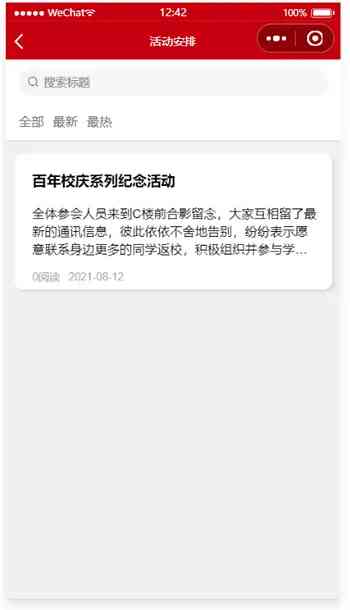 WeChat 12:42 100%
活动安排
搜索标题
全部 最新 最热
百年校庆系列纪念活动
全体参会人员来到C楼前合影留念，大家互相留了最
新的通讯信息，彼此依依不舍地告别，纷纷表示愿
意联系身边更多的同学返校，积极组织并参与学...
0阅读 2021-08-12